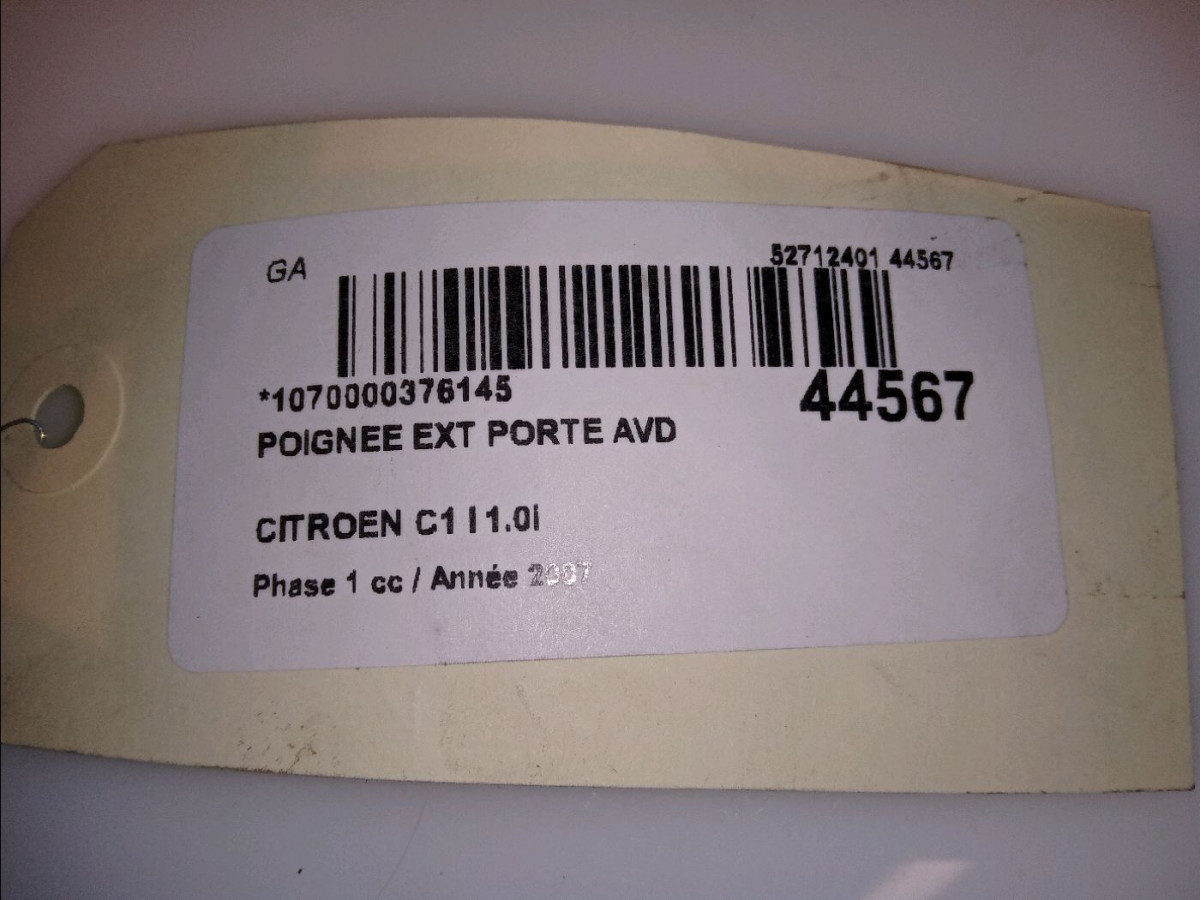 GA
52712401 44567
*1070000376145
44567
POIGNEE EXT PORTE AVD
CITROEN C1 I 1.0i
Phase 1 cc / Année 2007